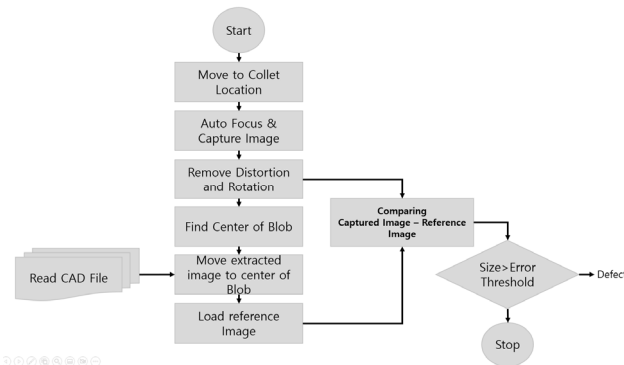 Start
Move to Collet
Location
Auto Focus &
Capture Image
Remove Distortion
and Rotation
Find Center of Blob
Read CAD File
Move extracted
image to center of
Blob
Load reference
Image
Comparing
Captured Image – Reference
Image
Size>Error
Threshold
Defect
Stop